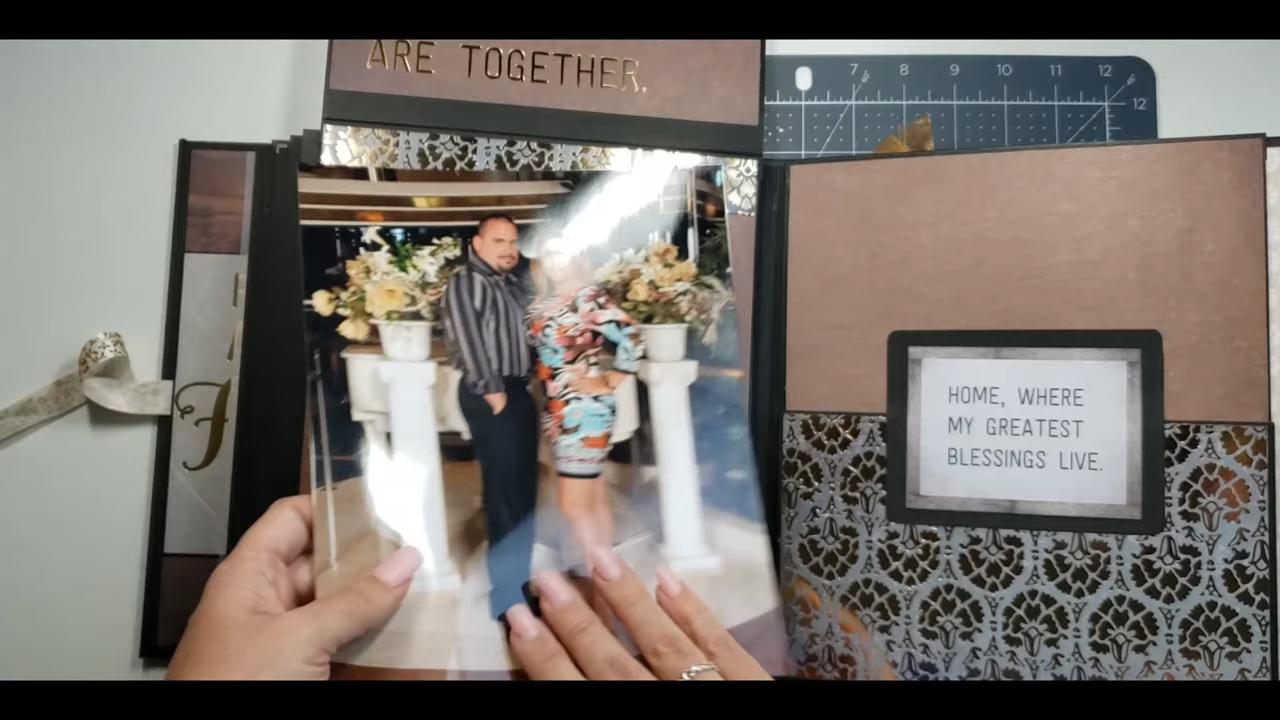 ARE TOGETHER.
7 8 9 10 11 12
12
HOME, WHERE
MY GREATEST
BLESSINGS LIVE.